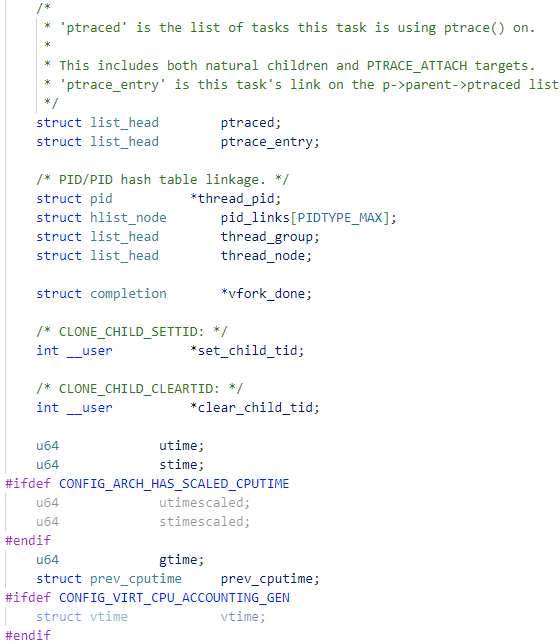 /*
 * 'ptraced' is the list of tasks this task is using ptrace() on.
 *
 * This includes both natural children and PTRACE_ATTACH targets.
 * 'ptrace_entry' is this task's link on the p->parent->ptraced list
 */
struct list_head ptraced;
struct list_head ptrace_entry;
/* PID/PID hash table linkage. */
struct pid *thread_pid;
struct hlist_node pid_links[PIDTYPE_MAX];
struct list_head thread_group;
struct list_head thread_node;
struct completion *vfork_done;
/* CLONE_CHILD_SETTID: */
int __user *set_child_tid;
/* CLONE_CHILD_CLEARTID: */
int __user *clear_child_tid;
u64 utime;
u64 stime;
#ifdef CONFIG_ARCH_HAS_SCALED_CPUTIME
u64 utimescaled;
u64 stimescaled;
#endif
u64 gtime;
struct prev_cputime prev_cputime;
#ifdef CONFIG_VIRT_CPU_ACCOUNTING_GEN
struct vtime vtime;
#endif